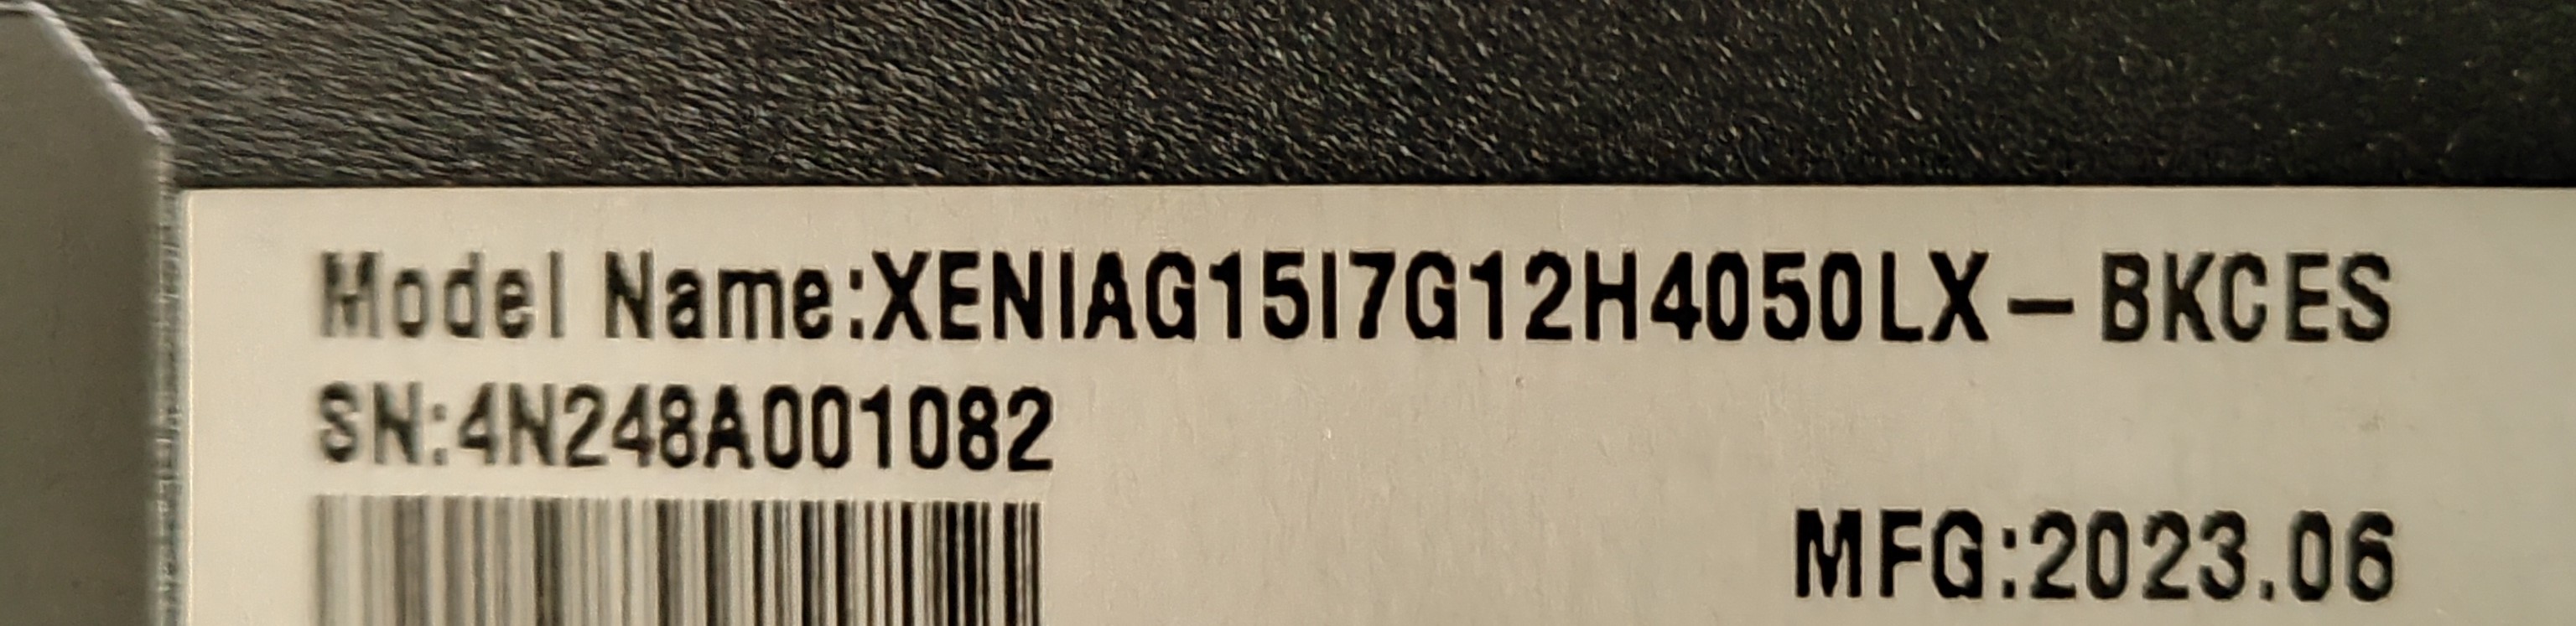 Model Name:XENIAG15I7G12H4050LX-BKCES
SN:4N248A001082
MFG:2023.06